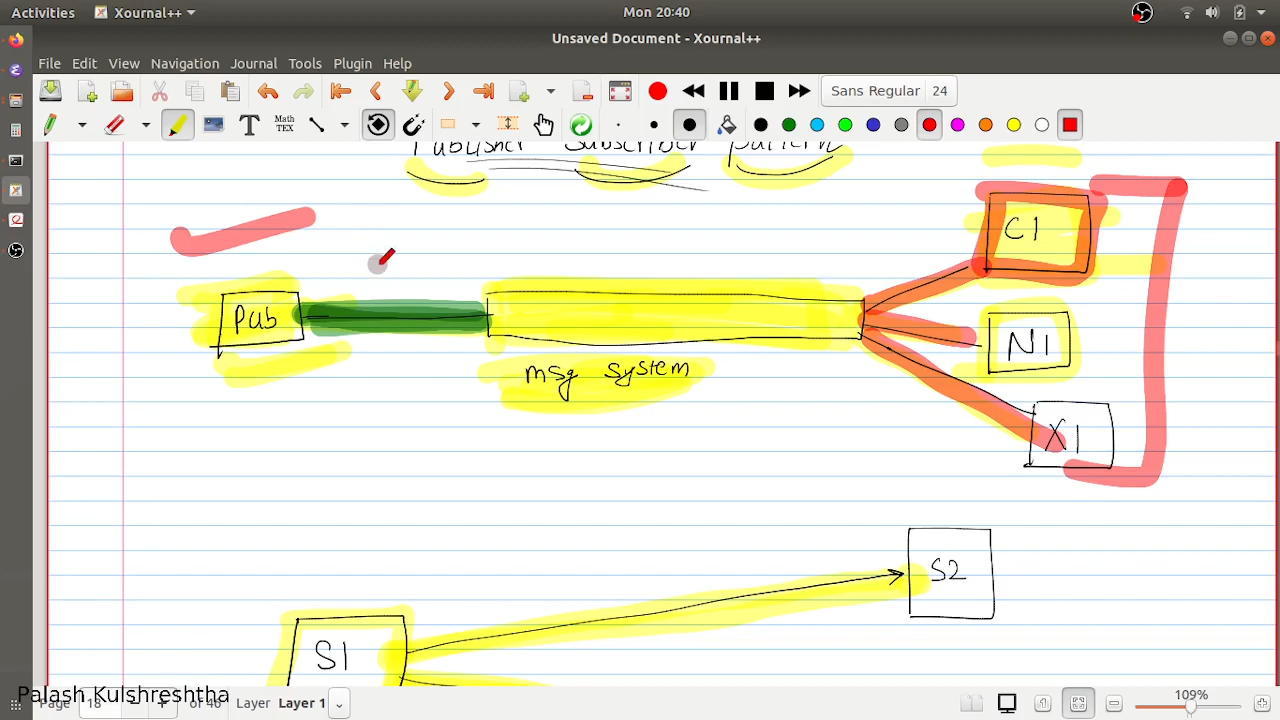 Activities Xournal++ Mon 20:40
Unsaved Document - Xournal++
File Edit View Navigation Journal Tools Plugin Help
Sans Regular 24
T Math TEX
Publisher Subscriber pattern
C1
Pub
N1
msg system
X1
S2
S1
Palash Kulshreshtha
Page 18 of 46 Layer Layer 1 109%